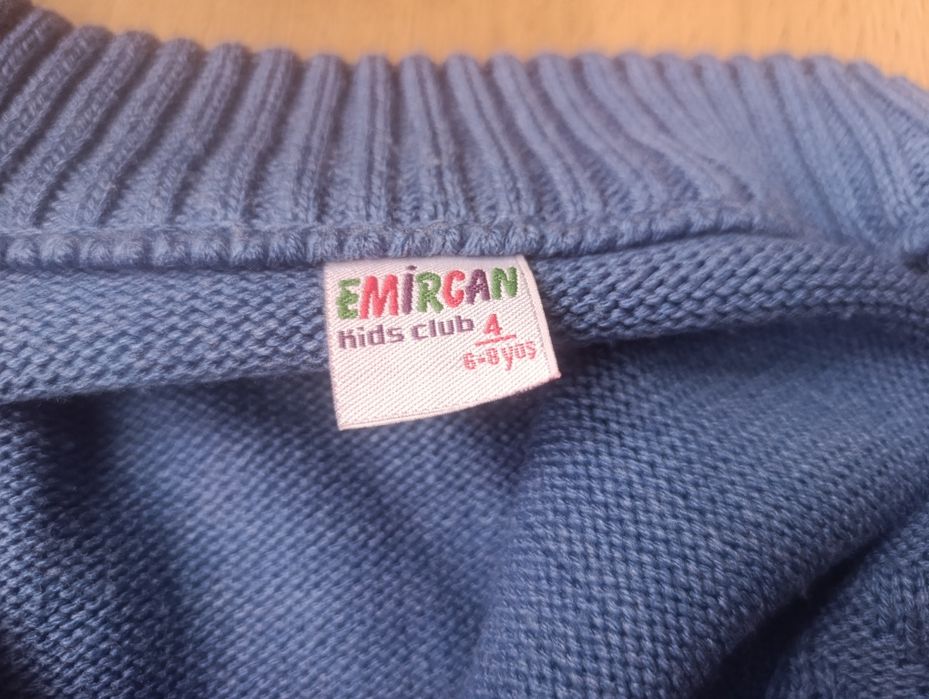 EMİRCAN
Kids club 4
6-8 yaş